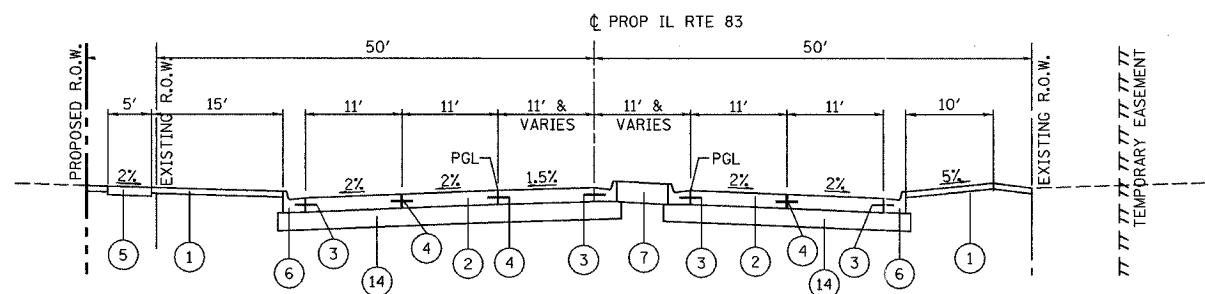 ℄ PROP IL RTE 83
50' 50'
PROPOSED R.O.W.
EXISTING R.O.W.
5' 15' 11' 11' 11' & VARIES 11' & VARIES 11' 11' 10'
EXISTING R.O.W.
TEMPORARY EASEMENT
PGL PGL
2% 2% 2% 1.5% 2% 2% 5%
5 1 6 3 14 4 2 4 3 7 3 2 4 14 3 6 1